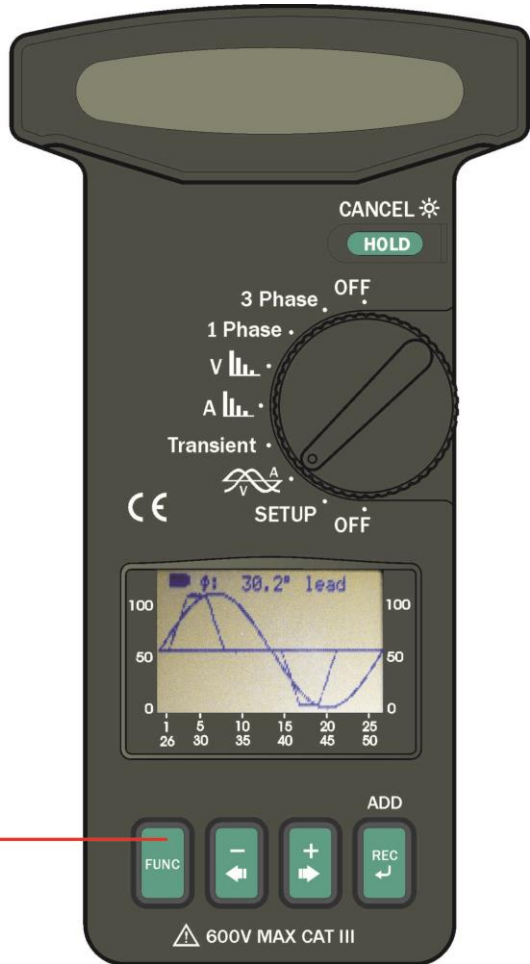 CANCEL
HOLD
OFF
3 Phase
1 Phase
V
A
Transient
A
V
SETUP
OFF
CE
ϕ: 30.2° lead
100 100
50 50
0 0
1 5 10 15 20 25
26 30 35 40 45 50
ADD
FUNC
−
+
REC
600V MAX CAT III